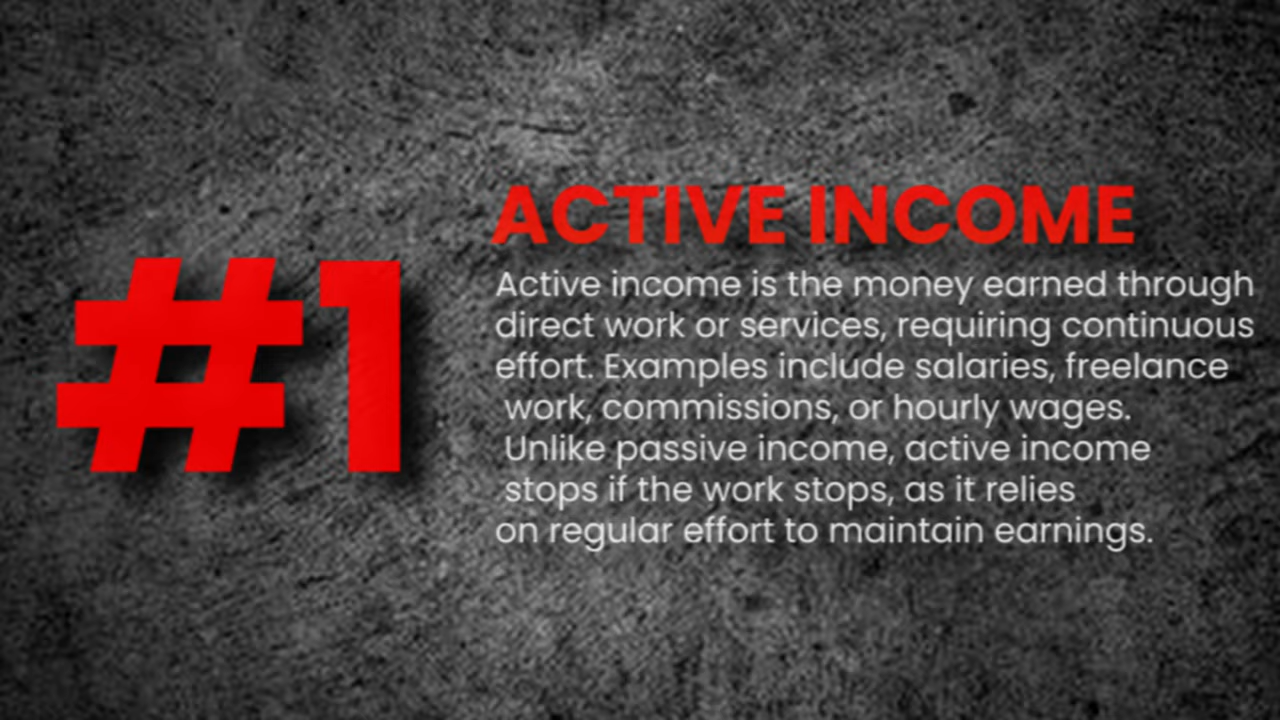 #1
ACTIVE INCOME
Active income is the money earned through
direct work or services, requiring continuous
effort. Examples include salaries, freelance
work, commissions, or hourly wages.
Unlike passive income, active income
stops if the work stops, as it relies
on regular effort to maintain earnings.